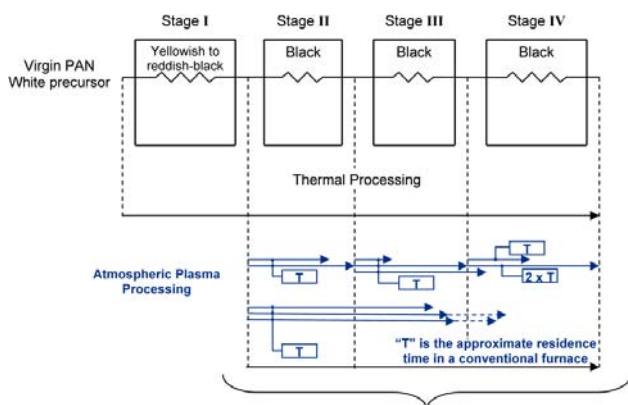 Stage I
Stage II
Stage III
Stage IV
Virgin PAN
White precursor
Yellowish to
reddish-black
Black
Black
Black
Thermal Processing
Atmospheric Plasma
Processing
T
T
T
2 x T
T
"T" is the approximate residence
time in a conventional furnace